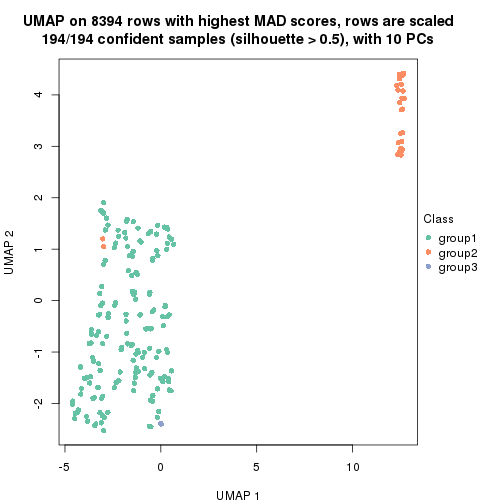 UMAP on 8394 rows with highest MAD scores, rows are scaled
194/194 confident samples (silhouette > 0.5), with 10 PCs
4
3
2
1
0
-1
-2
UMAP 2
-5
0
5
10
UMAP 1
Class
group1
group2
group3